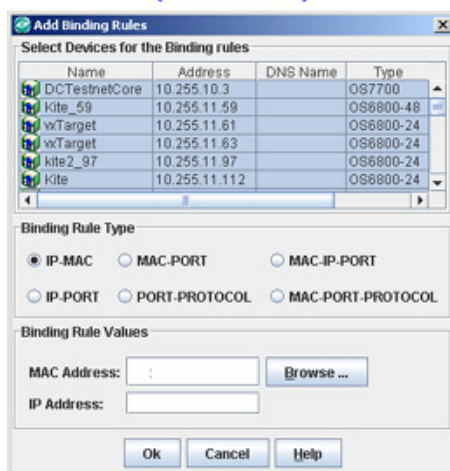 Add Binding Rules
Select Devices for the Binding rules
Name Address DNS Name Type
DCTestnetCore 10.255.10.3 OS7700
Kite_59 10.255.11.59 OS6800-48
vxTarget 10.255.11.61 OS6800-24
vxTarget 10.255.11.63 OS6800-24
kite2_97 10.255.11.97 OS6800-24
Kite 10.255.11.112 OS6800-24
Binding Rule Type
IP-MAC MAC-PORT MAC-IP-PORT
IP-PORT PORT-PROTOCOL MAC-PORT-PROTOCOL
Binding Rule Values
MAC Address: : Browse ...
IP Address:
Ok Cancel Help